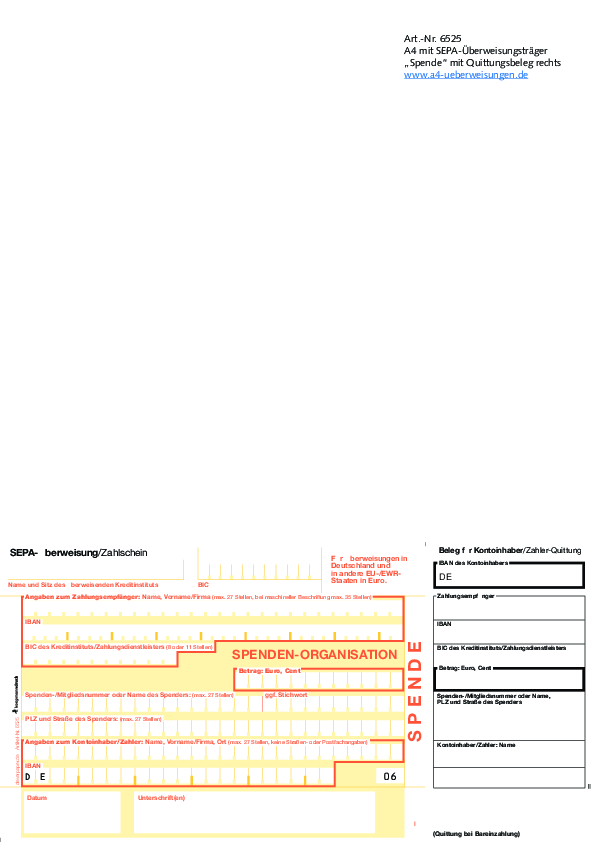 Art.-Nr. 6525
A4 mit SEPA-Überweisungsträger
„Spende“ mit Quittungsbeleg rechts
www.a4-ueberweisungen.de
SEPA- berweisung/Zahlschein
F r berweisungen in
Deutschland und
in andere EU-/EWR-
Staaten in Euro.
Name und Sitz des berweisenden Kreditinstituts
BIC
Angaben zum Zahlungsempfänger: Name, Vorname/Firma (max. 27 Stellen, bei maschineller Beschriftung max. 35 Stellen)
IBAN
BIC des Kreditinstituts/Zahlungsdienstleisters (8 oder 11 Stellen)
SPENDEN-ORGANISATION
Betrag: Euro, Cent
Spenden-/Mitgliedsnummer oder Name des Spenders: (max. 27 Stellen)
ggf. Stichwort
PLZ und Straße des Spenders: (max. 27 Stellen)
Angaben zum Kontoinhaber/Zahler: Name, Vorname/Firma, Ort (max. 27 Stellen, keine Straßen- oder Postfachangaben)
IBAN
D E
06
Datum
Unterschrift(en)
SPENDE
Beleg f r Kontoinhaber/Zahler-Quittung
IBAN des Kontoinhabers
DE
Zahlungsempf nger
IBAN
BIC des Kreditinstituts/Zahlungsdienstleisters
Betrag: Euro, Cent
Spenden-/Mitgliedsnummer oder Name,
PLZ und Straße des Spenders
Kontoinhaber/Zahler: Name
(Quittung bei Bareinzahlung)